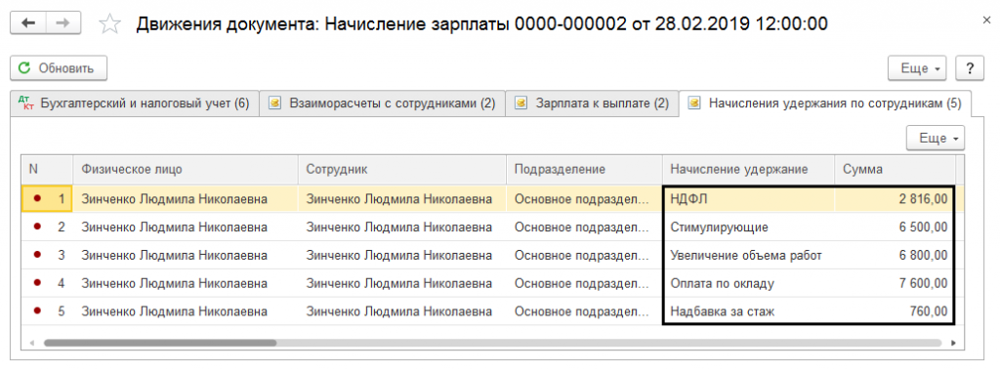 Движения документа: Начисление зарплаты 0000-000002 от 28.02.2019 12:00:00
Обновить Еще ?
Дт Кт Бухгалтерский и налоговый учет (6) Взаиморасчеты с сотрудниками (2) Зарплата к выплате (2) Начисления удержания по сотрудникам (5)
Еще
N Физическое лицо Сотрудник Подразделение Начисление удержание Сумма
1 Зинченко Людмила Николаевна Зинченко Людмила Николаевна Основное подраздел... НДФЛ 2 816,00
2 Зинченко Людмила Николаевна Зинченко Людмила Николаевна Основное подраздел... Стимулирующие 6 500,00
3 Зинченко Людмила Николаевна Зинченко Людмила Николаевна Основное подраздел... Увеличение объема работ 6 800,00
4 Зинченко Людмила Николаевна Зинченко Людмила Николаевна Основное подраздел... Оплата по окладу 7 600,00
5 Зинченко Людмила Николаевна Зинченко Людмила Николаевна Основное подраздел... Надбавка за стаж 760,00